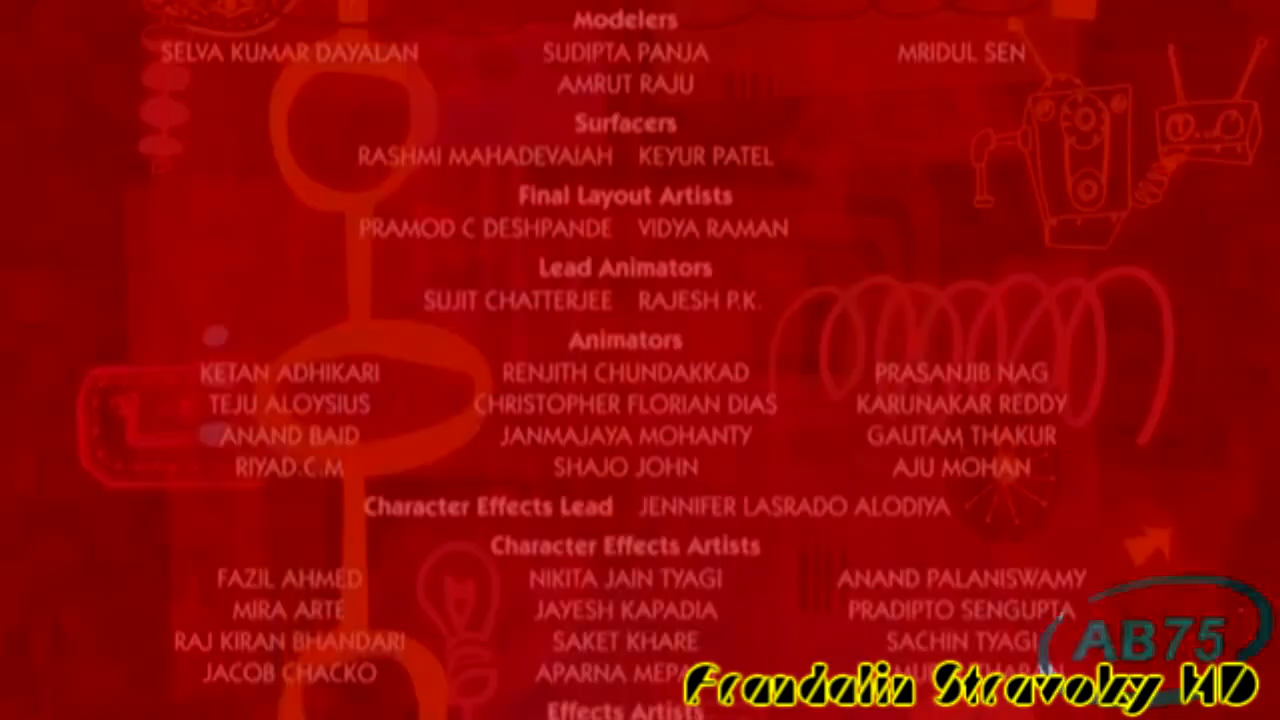 Modelers
SELVA KUMAR DAYALAN SUDIPTA PANJA MRIDUL SEN
AMRUT RAJU
Surfacers
RASHMI MAHADEVAIAH KEYUR PATEL
Final Layout Artists
PRAMOD C DESHPANDE VIDYA RAMAN
Lead Animators
SUJIT CHATTERJEE RAJESH P.K.
Animators
KETAN ADHIKARI RENJITH CHUNDAKKAD PRASANJIB NAG
TEJU ALOYSIUS CHRISTOPHER FLORIAN DIAS KARUNAKAR REDDY
ANAND BAID JANMAJAYA MOHANTY GAUTAM THAKUR
RIYAD.C.M SHAJO JOHN AJU MOHAN
Character Effects Lead JENNIFER LASRADO ALODIYA
Character Effects Artists
FAZIL AHMED NIKITA JAIN TYAGI ANAND PALANISWAMY
MIRA ARTE JAYESH KAPADIA PRADIPTO SENGUPTA
RAJ KIRAN BHANDARI SAKET KHARE SACHIN TYAGI
JACOB CHACKO APARNA
Effects Artists
AB75
Frandalin Stravoky HD